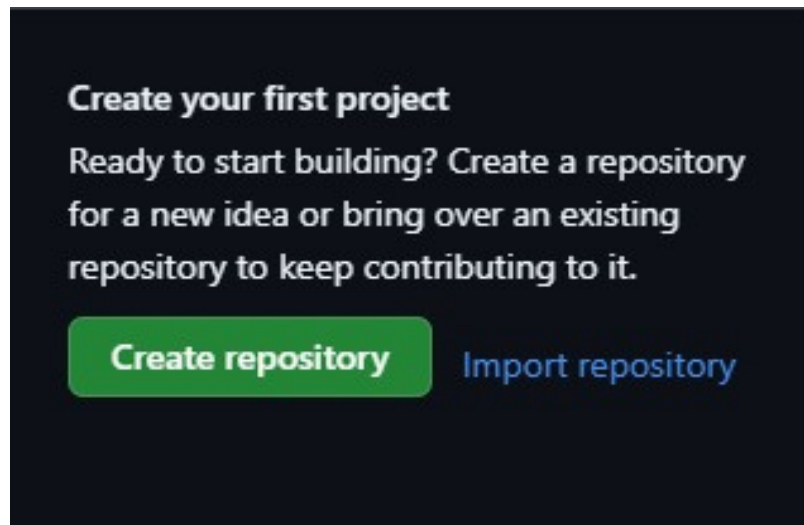 Create your first project
Ready to start building? Create a repository
for a new idea or bring over an existing
repository to keep contributing to it.
Create repository
Import repository